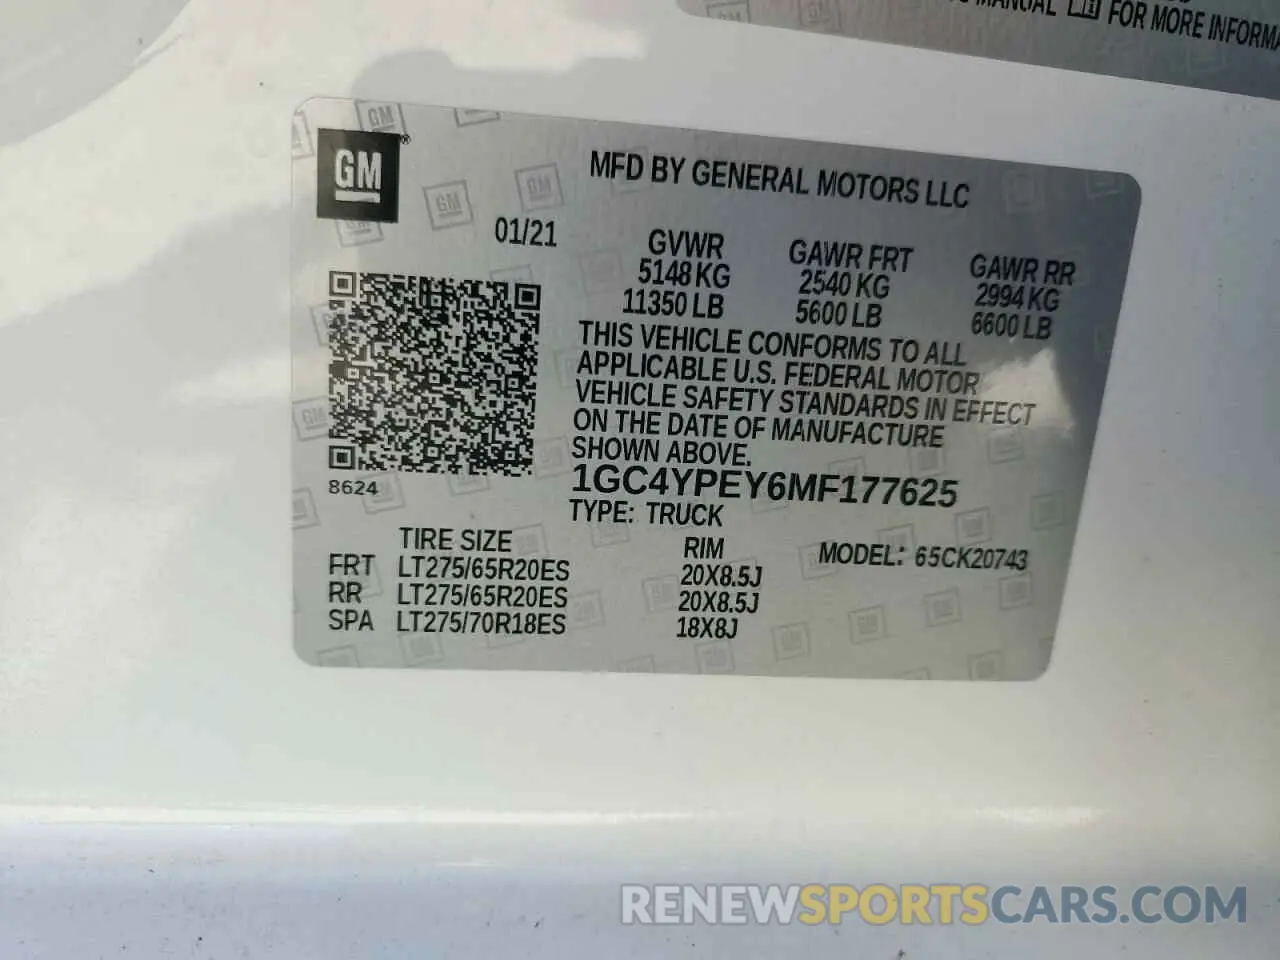 MANUAL FOR MORE INFORMA
GM
MFD BY GENERAL MOTORS LLC
01/21
GVWR GAWR FRT GAWR RR
5148 KG 2540 KG 2994 KG
11350 LB 5600 LB 6600 LB
THIS VEHICLE CONFORMS TO ALL
APPLICABLE U.S. FEDERAL MOTOR
VEHICLE SAFETY STANDARDS IN EFFECT
ON THE DATE OF MANUFACTURE
SHOWN ABOVE.
8624
1GC4YPEY6MF177625
TYPE: TRUCK
TIRE SIZE RIM MODEL: 65CK20743
FRT LT275/65R20ES 20X8.5J
RR LT275/65R20ES 20X8.5J
SPA LT275/70R18ES 18X8J
RENEWSPORTSCARS.COM